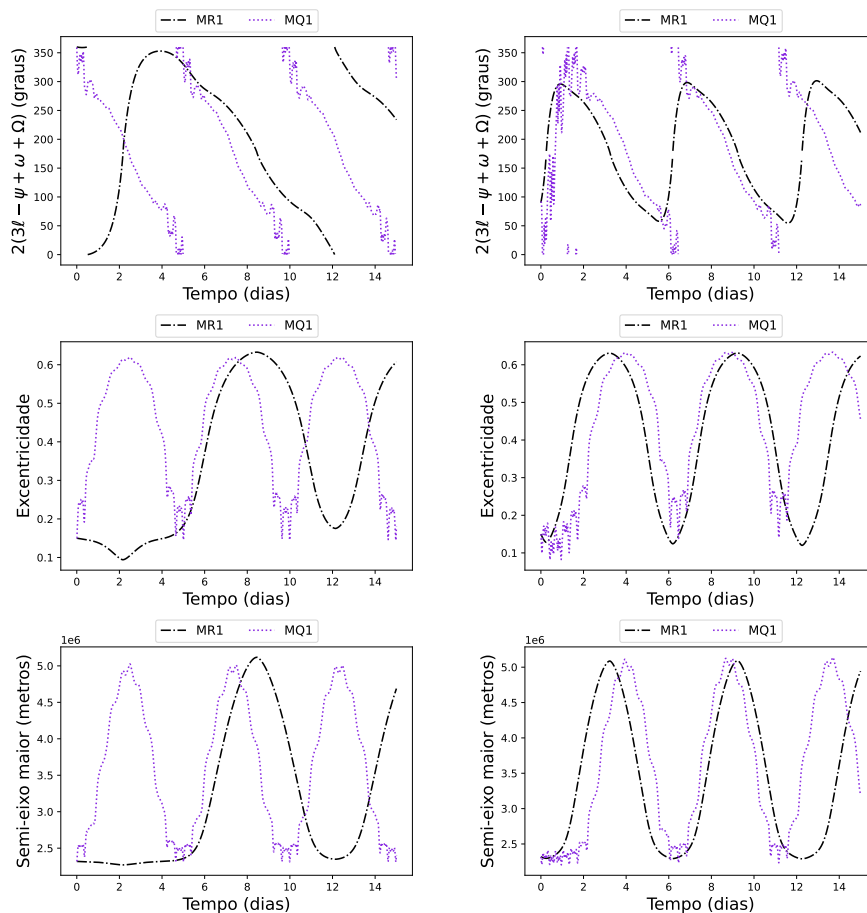 MR1 MQ1
2(3ℓ − ψ + ω + Ω) (graus)
350
300
250
200
150
100
50
0
0 2 4 6 8 10 12 14
Tempo (dias)
MR1 MQ1
2(3ℓ − ψ + ω + Ω) (graus)
350
300
250
200
150
100
50
0
0 2 4 6 8 10 12 14
Tempo (dias)
MR1 MQ1
Excentricidade
0.6
0.5
0.4
0.3
0.2
0.1
0 2 4 6 8 10 12 14
Tempo (dias)
MR1 MQ1
Excentricidade
0.6
0.5
0.4
0.3
0.2
0.1
0 2 4 6 8 10 12 14
Tempo (dias)
MR1 MQ1
1e6
Semi-eixo maior (metros)
5.0
4.5
4.0
3.5
3.0
2.5
0 2 4 6 8 10 12 14
Tempo (dias)
MR1 MQ1
1e6
Semi-eixo maior (metros)
5.0
4.5
4.0
3.5
3.0
2.5
0 2 4 6 8 10 12 14
Tempo (dias)